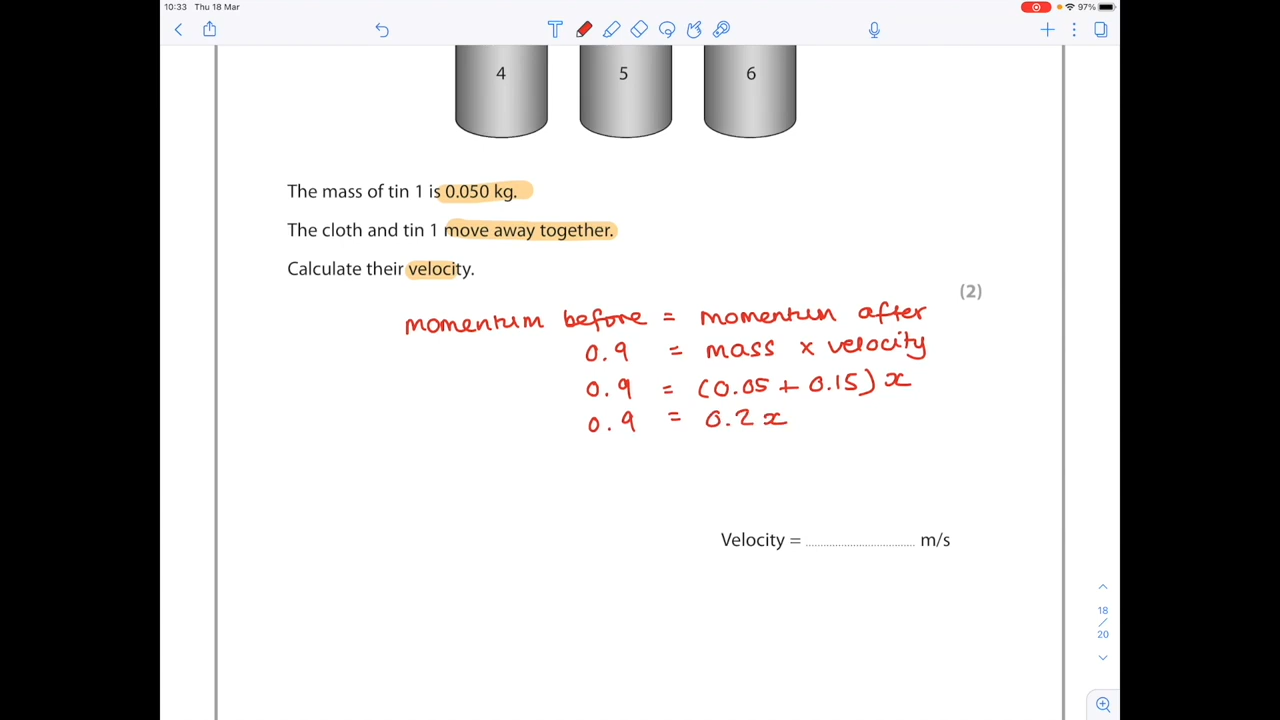 10:33 Thu 18 Mar
97%
T
4 5 6
The mass of tin 1 is 0.050 kg.
The cloth and tin 1 move away together.
Calculate their velocity.
(2)
momentum before = momentum after
0.9 = mass x velocity
0.9 = (0.05 + 0.15) x
0.9 = 0.2 x
Velocity = ................................ m/s
18
/
20